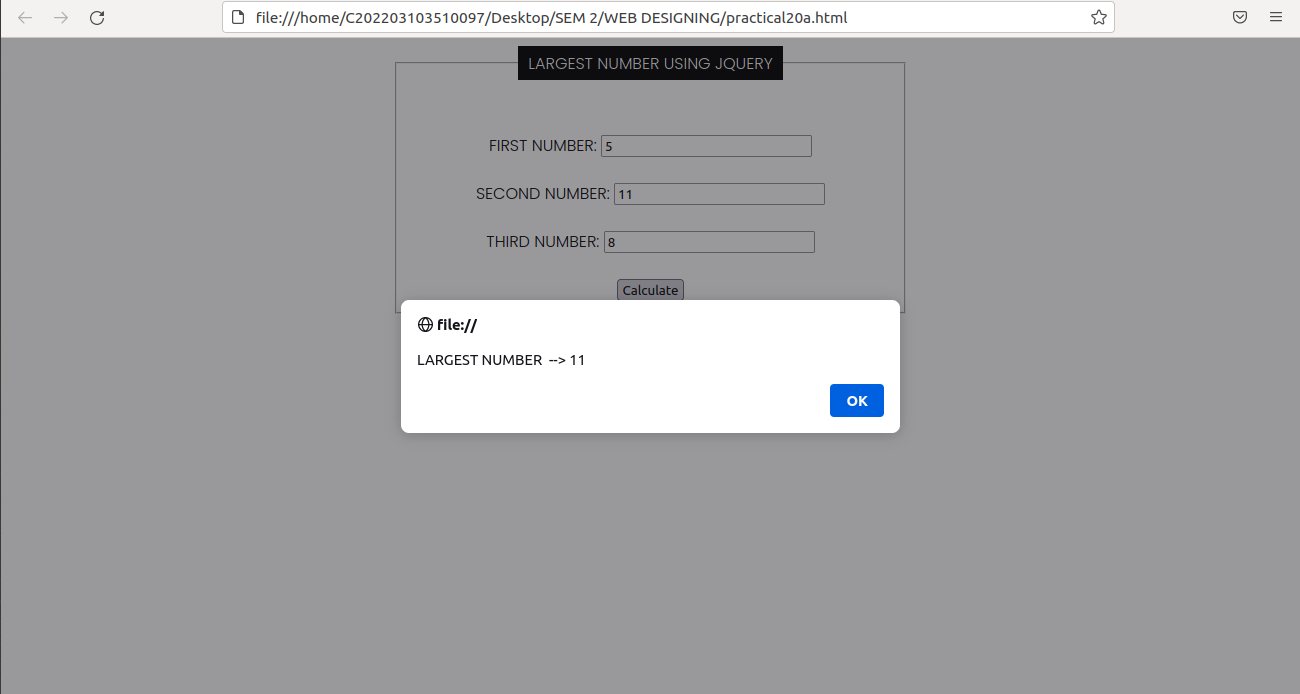 file:///home/C202203103510097/Desktop/SEM 2/WEB DESIGNING/practical20a.html
LARGEST NUMBER USING JQUERY
FIRST NUMBER: 5
SECOND NUMBER: 11
THIRD NUMBER: 8
Calculate
file://
LARGEST NUMBER --> 11
OK